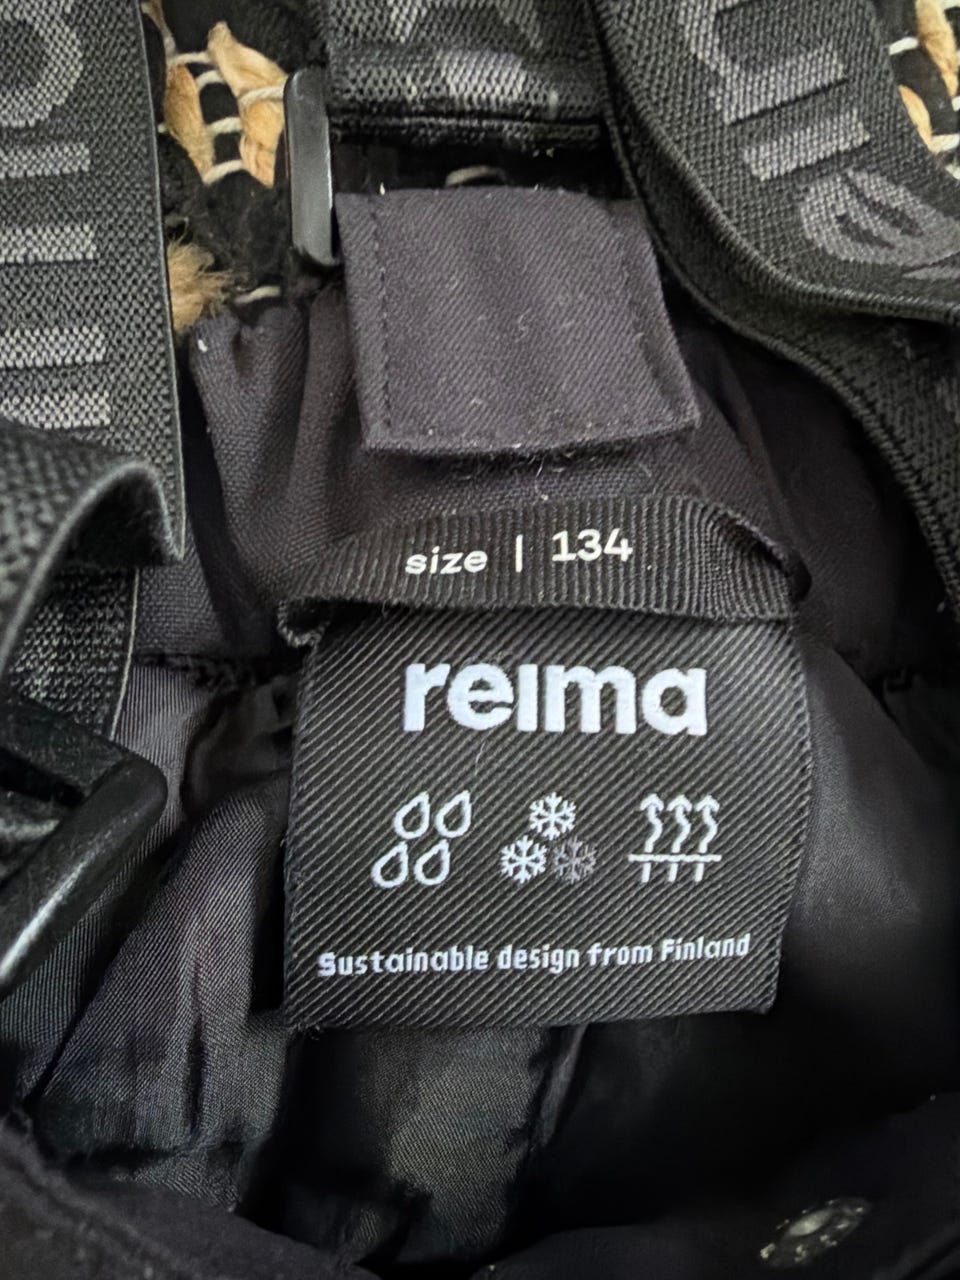 size | 134
reima
Sustainable design from Finland